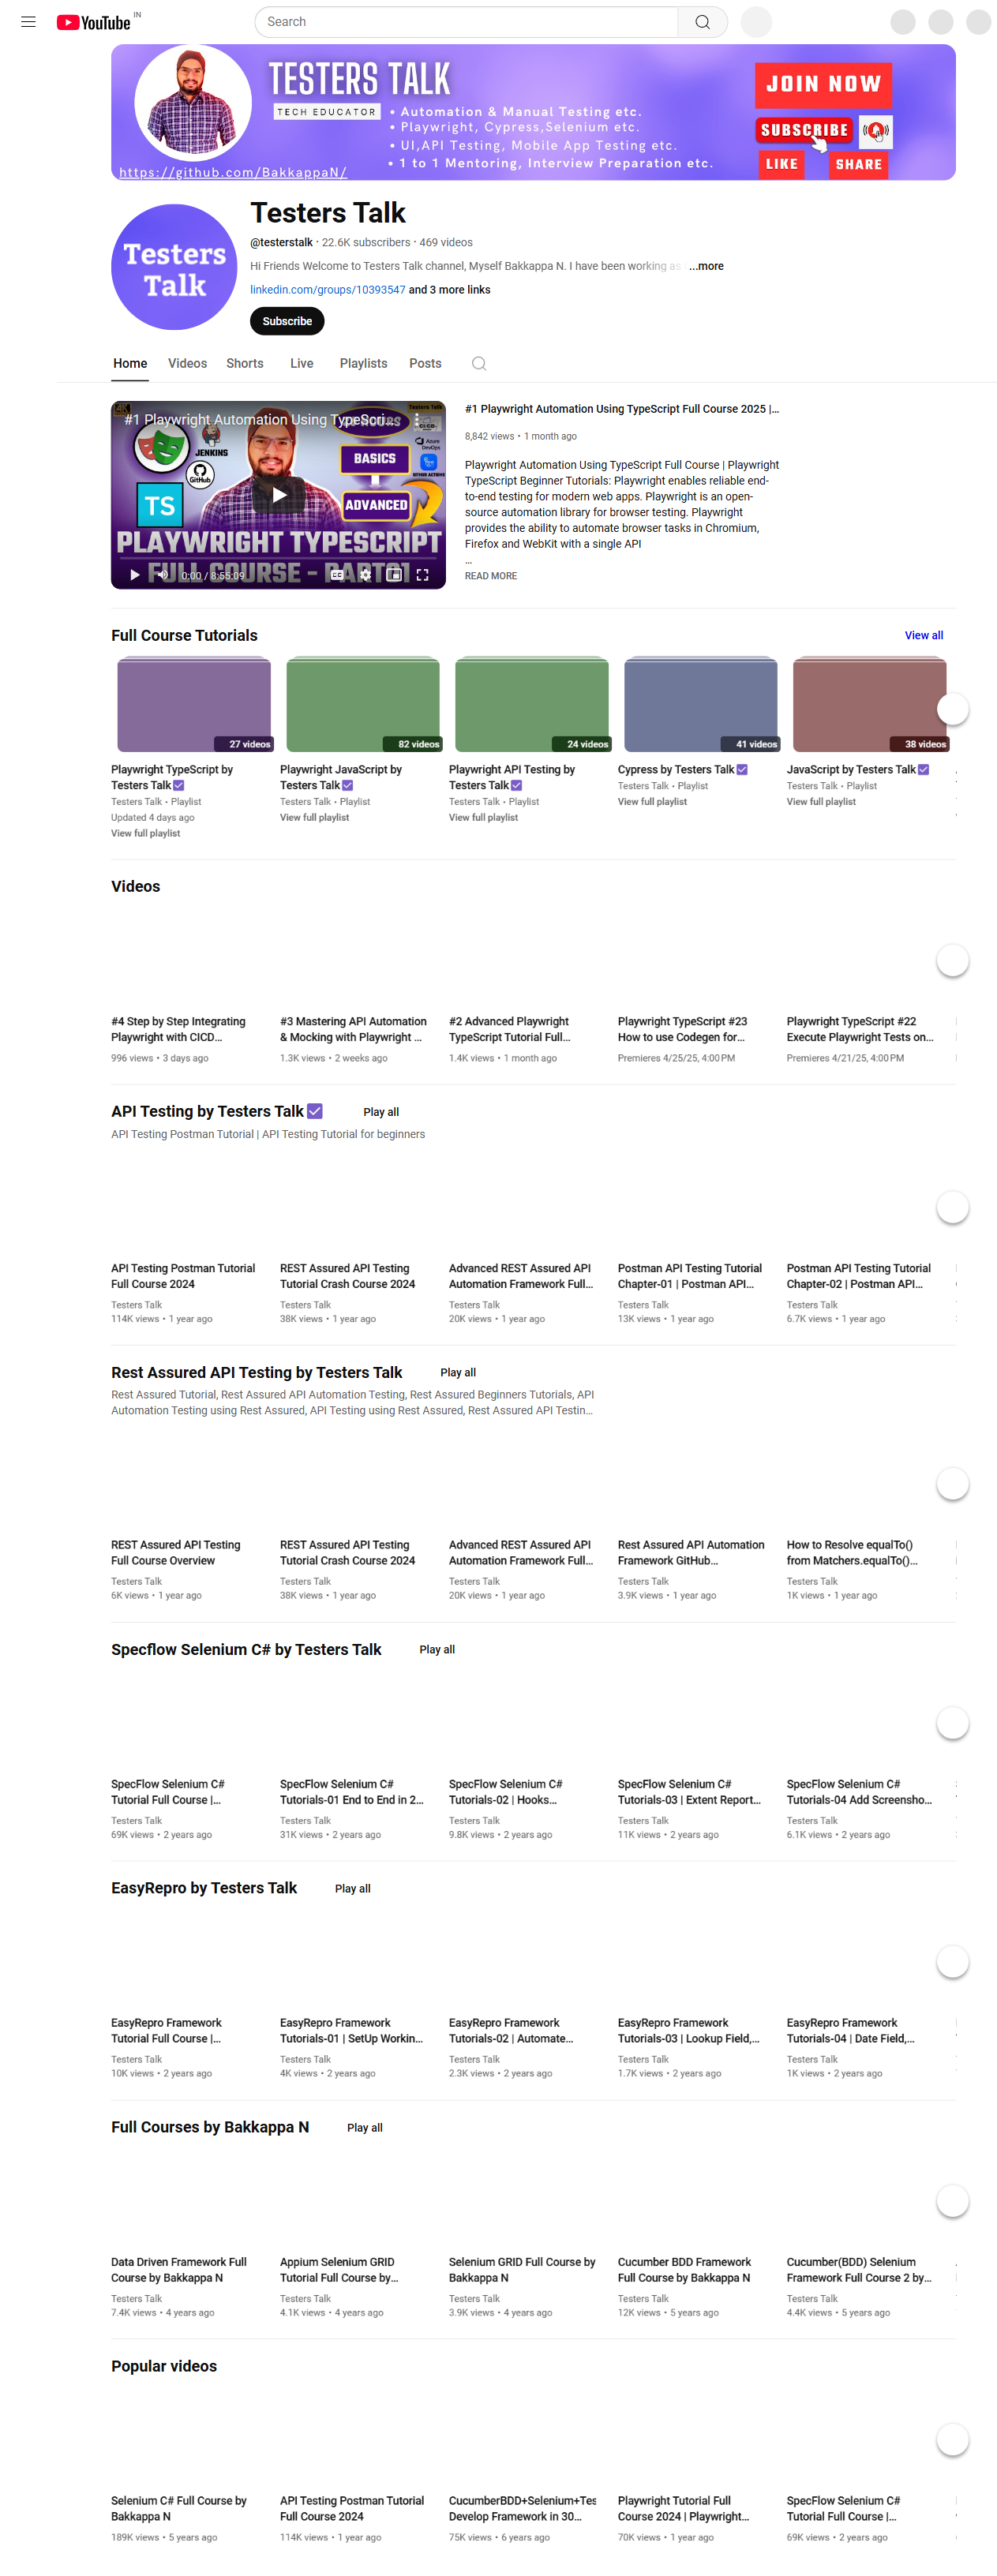 YouTube IN
Search
TESTERS TALK
TECH EDUCATOR
• Automation & Manual Testing etc.
• Playwright, Cypress,Selenium etc.
• UI,API Testing, Mobile App Testing etc.
• 1 to 1 Mentoring, Interview Preparation etc.
https://github.com/BakkappaN/
JOIN NOW
SUBSCRIBE
LIKE
SHARE
Testers
Talk
Testers Talk
@testerstalk · 22.6K subscribers · 469 videos
Hi Friends Welcome to Testers Talk channel, Myself Bakkappa N. I have been working as ...more
linkedin.com/groups/10393547 and 3 more links
Subscribe
Home Videos Shorts Live Playlists Posts
#1 Playwright Automation Using TypeScri...
JENKINS
GitHub
TS
BASICS
ADVANCED
Azure
DevOps
PLAYWRIGHT TYPESCRIPT
FULL COURSE - PART01
0:00 / 8:55:09
#1 Playwright Automation Using TypeScript Full Course 2025 |...
8,842 views • 1 month ago
Playwright Automation Using TypeScript Full Course | Playwright
TypeScript Beginner Tutorials: Playwright enables reliable end-
to-end testing for modern web apps. Playwright is an open-
source automation library for browser testing. Playwright
provides the ability to automate browser tasks in Chromium,
Firefox and WebKit with a single API
...
READ MORE
Full Course Tutorials
View all
27 videos
82 videos
24 videos
41 videos
38 videos
Playwright TypeScript by
Testers Talk☑
Testers Talk • Playlist
Updated 4 days ago
View full playlist
Playwright JavaScript by
Testers Talk☑
Testers Talk • Playlist
View full playlist
Playwright API Testing by
Testers Talk☑
Testers Talk • Playlist
View full playlist
Cypress by Testers Talk☑
Testers Talk • Playlist
View full playlist
JavaScript by Testers Talk☑
Testers Talk • Playlist
View full playlist
Videos
#4 Step by Step Integrating
Playwright with CICD...
996 views • 3 days ago
#3 Mastering API Automation
& Mocking with Playwright ...
1.3K views • 2 weeks ago
#2 Advanced Playwright
TypeScript Tutorial Full...
1.4K views • 1 month ago
Playwright TypeScript #23
How to use Codegen for...
Premieres 4/25/25, 4:00 PM
Playwright TypeScript #22
Execute Playwright Tests on...
Premieres 4/21/25, 4:00 PM
API Testing by Testers Talk☑
Play all
API Testing Postman Tutorial | API Testing Tutorial for beginners
API Testing Postman Tutorial
Full Course 2024
Testers Talk
114K views • 1 year ago
REST Assured API Testing
Tutorial Crash Course 2024
Testers Talk
38K views • 1 year ago
Advanced REST Assured API
Automation Framework Full...
Testers Talk
20K views • 1 year ago
Postman API Testing Tutorial
Chapter-01 | Postman API...
Testers Talk
13K views • 1 year ago
Postman API Testing Tutorial
Chapter-02 | Postman API...
Testers Talk
6.7K views • 1 year ago
Rest Assured API Testing by Testers Talk
Play all
Rest Assured Tutorial, Rest Assured API Automation Testing, Rest Assured Beginners Tutorials, API
Automation Testing using Rest Assured, API Testing using Rest Assured, Rest Assured API Testin...
REST Assured API Testing
Full Course Overview
Testers Talk
6K views • 1 year ago
REST Assured API Testing
Tutorial Crash Course 2024
Testers Talk
38K views • 1 year ago
Advanced REST Assured API
Automation Framework Full...
Testers Talk
20K views • 1 year ago
Rest Assured API Automation
Framework GitHub...
Testers Talk
3.9K views • 1 year ago
How to Resolve equalTo()
from Matchers.equalTo()...
Testers Talk
1K views • 1 year ago
Specflow Selenium C# by Testers Talk
Play all
SpecFlow Selenium C#
Tutorial Full Course |...
Testers Talk
69K views • 2 years ago
SpecFlow Selenium C#
Tutorials-01 End to End in 2...
Testers Talk
31K views • 2 years ago
SpecFlow Selenium C#
Tutorials-02 | Hooks...
Testers Talk
9.8K views • 2 years ago
SpecFlow Selenium C#
Tutorials-03 | Extent Report...
Testers Talk
11K views • 2 years ago
SpecFlow Selenium C#
Tutorials-04 Add Screensho...
Testers Talk
6.1K views • 2 years ago
EasyRepro by Testers Talk
Play all
EasyRepro Framework
Tutorial Full Course |...
Testers Talk
10K views • 2 years ago
EasyRepro Framework
Tutorials-01 | SetUp Workin...
Testers Talk
4K views • 2 years ago
EasyRepro Framework
Tutorials-02 | Automate...
Testers Talk
2.3K views • 2 years ago
EasyRepro Framework
Tutorials-03 | Lookup Field,...
Testers Talk
1.7K views • 2 years ago
EasyRepro Framework
Tutorials-04 | Date Field,...
Testers Talk
1K views • 2 years ago
Full Courses by Bakkappa N
Play all
Data Driven Framework Full
Course by Bakkappa N
Testers Talk
7.4K views • 4 years ago
Appium Selenium GRID
Tutorial Full Course by...
Testers Talk
4.1K views • 4 years ago
Selenium GRID Full Course by
Bakkappa N
Testers Talk
3.9K views • 4 years ago
Cucumber BDD Framework
Full Course by Bakkappa N
Testers Talk
12K views • 5 years ago
Cucumber(BDD) Selenium
Framework Full Course 2 by...
Testers Talk
4.4K views • 5 years ago
Popular videos
Selenium C# Full Course by
Bakkappa N
189K views • 5 years ago
API Testing Postman Tutorial
Full Course 2024
114K views • 1 year ago
CucumberBDD+Selenium+Tes
Develop Framework in 30...
75K views • 6 years ago
Playwright Tutorial Full
Course 2024 | Playwright...
70K views • 1 year ago
SpecFlow Selenium C#
Tutorial Full Course |...
69K views • 2 years ago